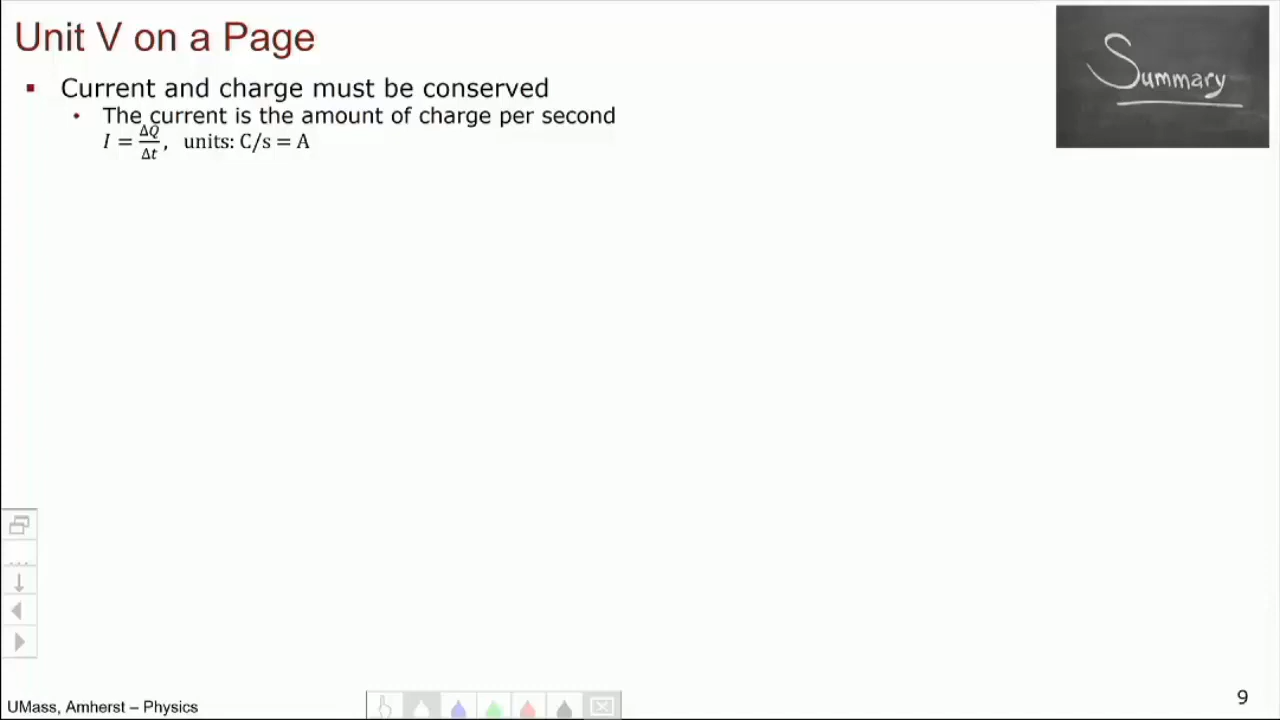 Unit V on a Page
Summary
▪ Current and charge must be conserved
• The current is the amount of charge per second
I = ΔQ/Δt, units: C/s = A
...
UMass, Amherst – Physics
9